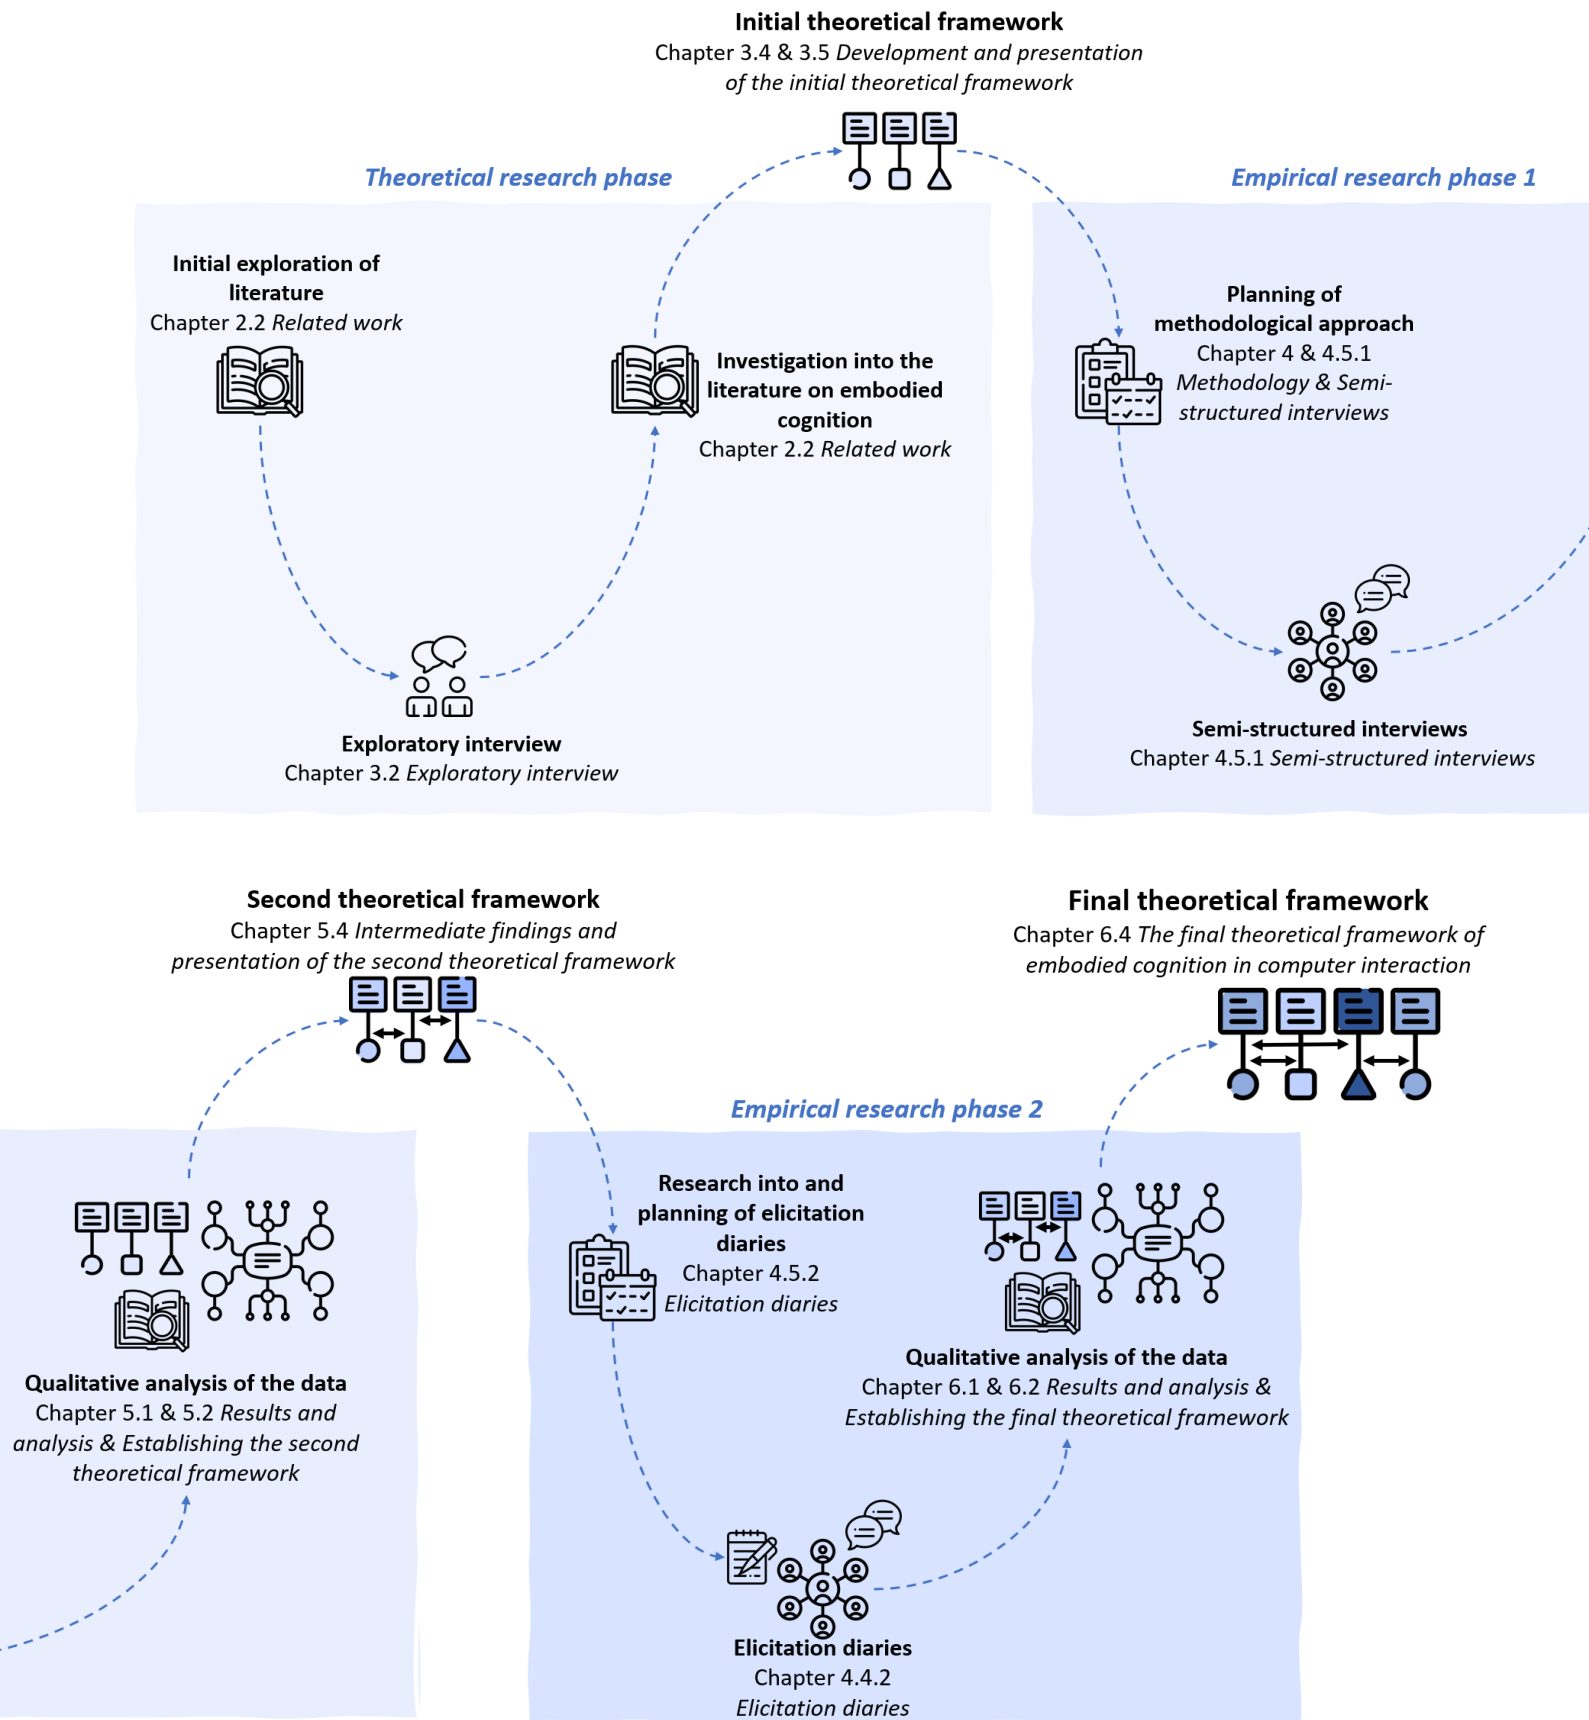 Initial theoretical framework
Chapter 3.4 & 3.5 Development and presentation
of the initial theoretical framework
Theoretical research phase
Empirical research phase 1
Initial exploration of
literature
Chapter 2.2 Related work
Investigation into the
literature on embodied
cognition
Chapter 2.2 Related work
Planning of
methodological approach
Chapter 4 & 4.5.1
Methodology & Semi-
structured interviews
Exploratory interview
Chapter 3.2 Exploratory interview
Semi-structured interviews
Chapter 4.5.1 Semi-structured interviews
Second theoretical framework
Chapter 5.4 Intermediate findings and
presentation of the second theoretical framework
Final theoretical framework
Chapter 6.4 The final theoretical framework of
embodied cognition in computer interaction
Empirical research phase 2
Qualitative analysis of the data
Chapter 5.1 & 5.2 Results and
analysis & Establishing the second
theoretical framework
Research into and
planning of elicitation
diaries
Chapter 4.5.2
Elicitation diaries
Qualitative analysis of the data
Chapter 6.1 & 6.2 Results and analysis &
Establishing the final theoretical framework
Elicitation diaries
Chapter 4.4.2
Elicitation diaries